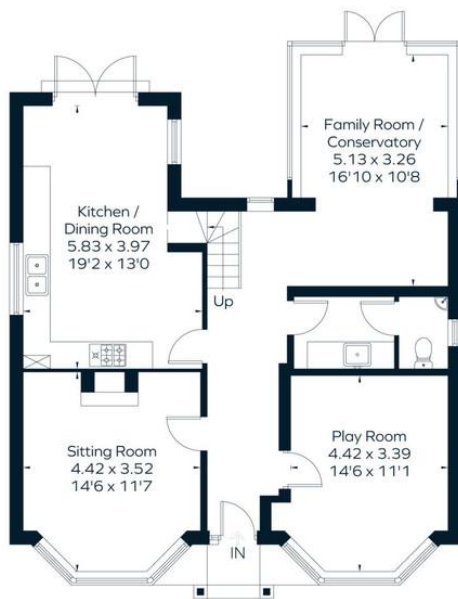 Family Room /
Conservatory
5.13 x 3.26
16'10 x 10'8
Kitchen /
Dining Room
5.83 x 3.97
19'2 x 13'0
Up
Sitting Room
4.42 x 3.52
14'6 x 11'7
Play Room
4.42 x 3.39
14'6 x 11'1
IN